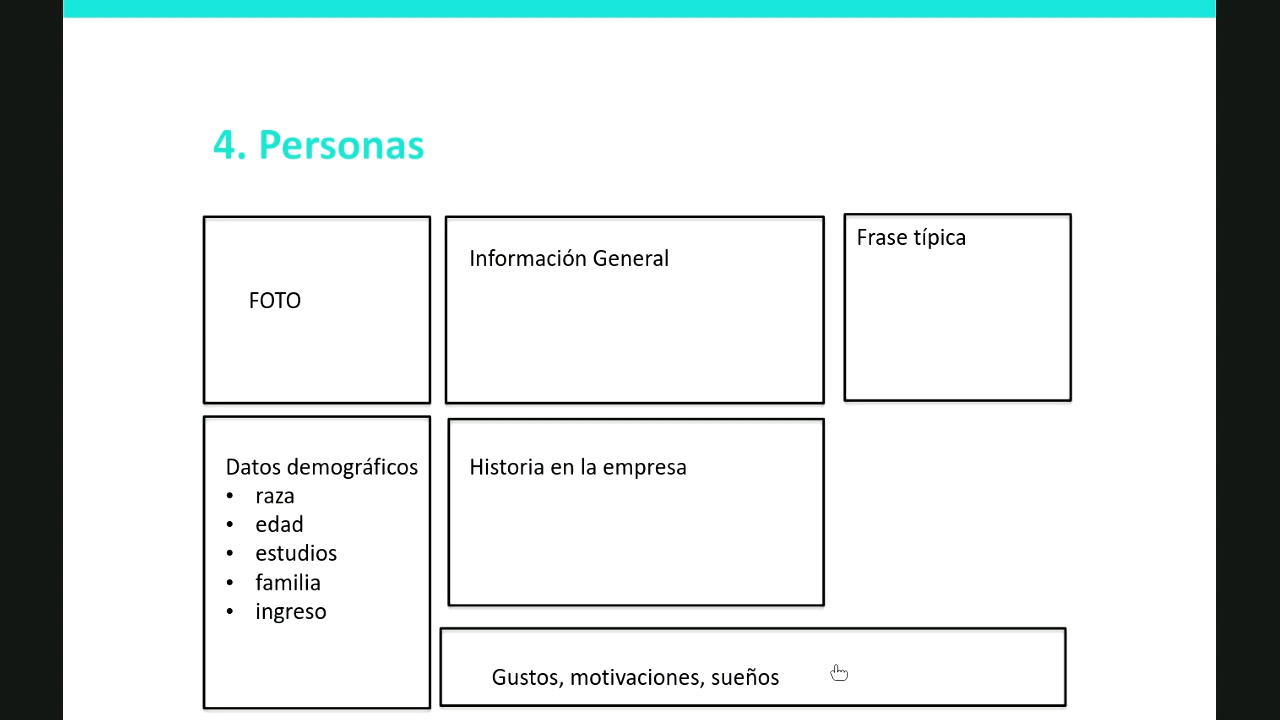 4. Personas
FOTO
Información General
Frase típica
Datos demográficos
• raza
• edad
• estudios
• familia
• ingreso
Historia en la empresa
Gustos, motivaciones, sueños